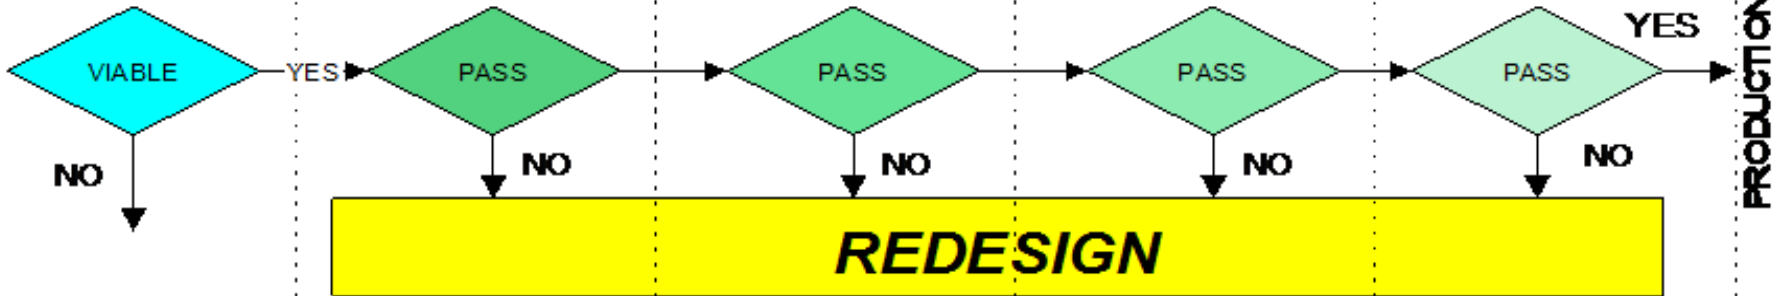 YES
VIABLE
YES
PASS
PASS
PASS
PASS
NO
NO
NO
NO
NO
REDESIGN
PRODUCTION